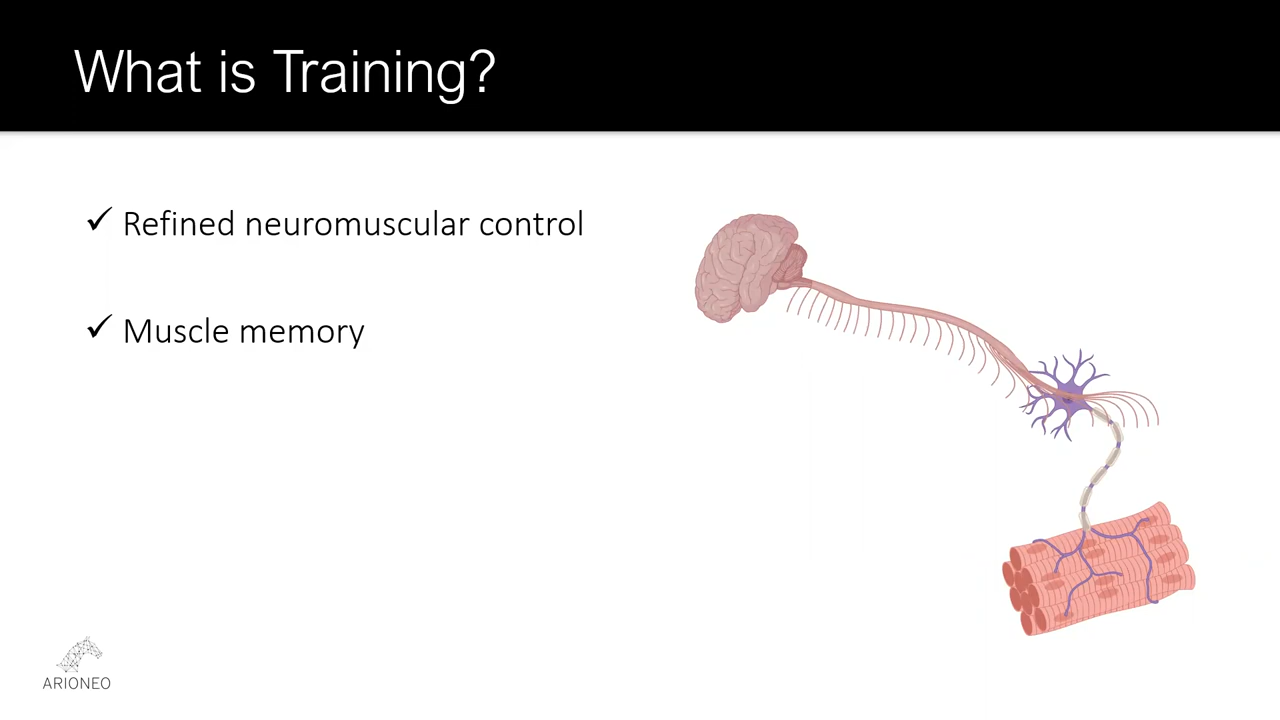 What is Training?
✓ Refined neuromuscular control
✓ Muscle memory
ARIONEO